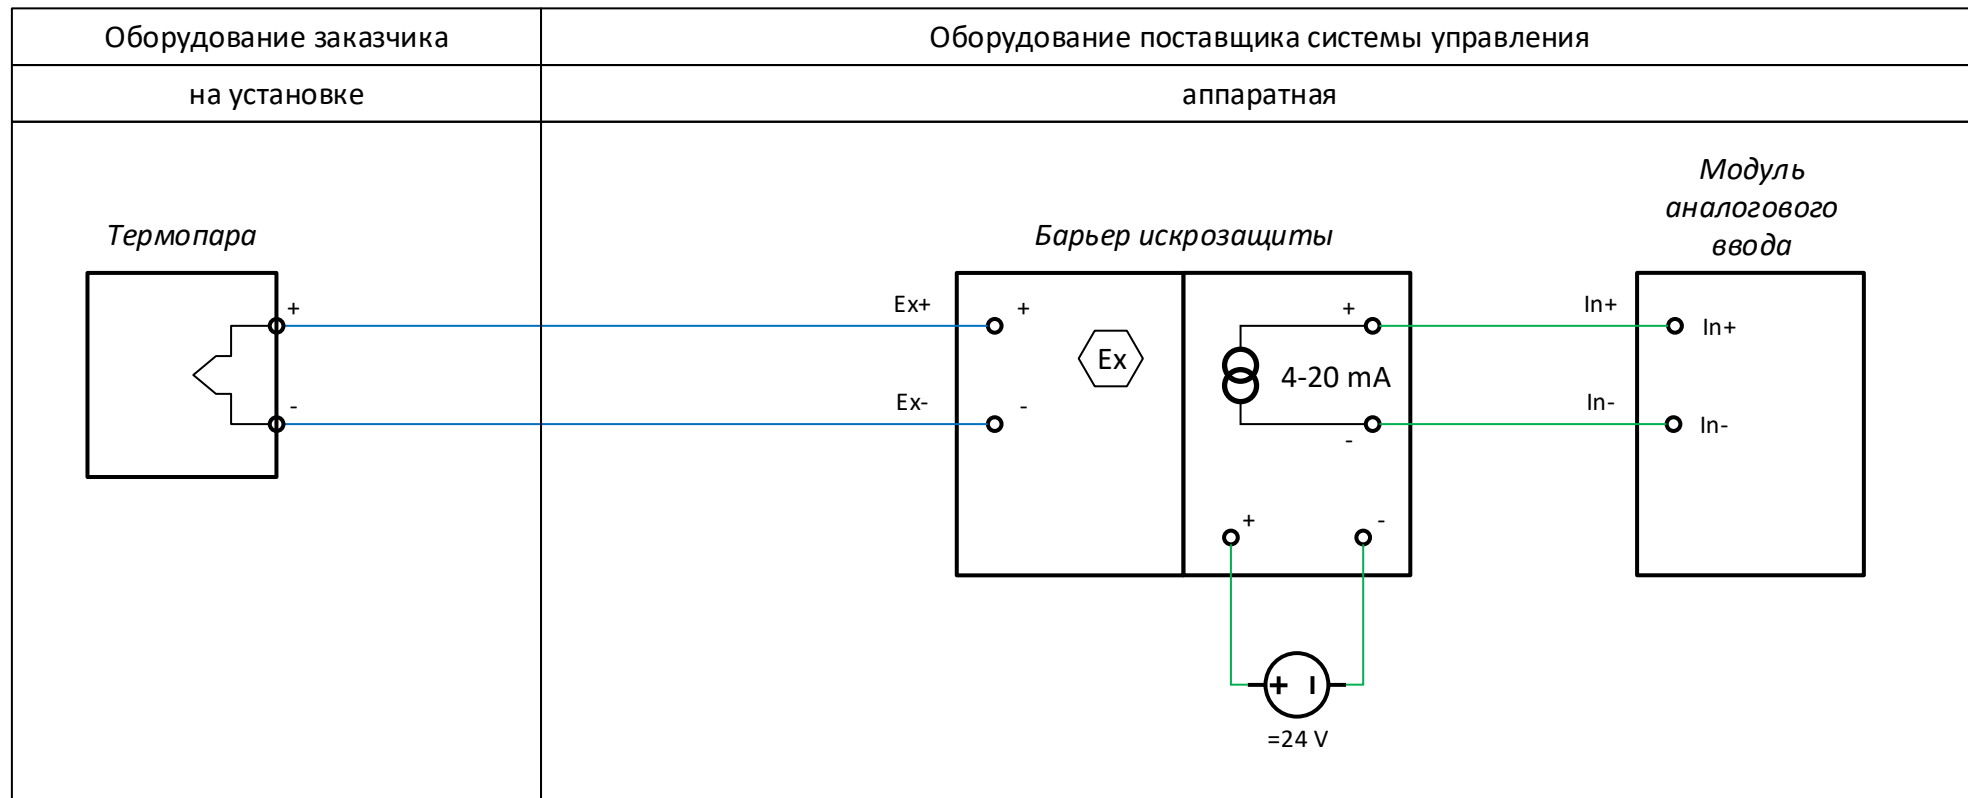 Оборудование заказчика
Оборудование поставщика системы управления
на установке
аппаратная
Термопара
Барьер искрозащиты
Модуль
аналогового
ввода
+
Ex+
+
Ex
+
4-20 mA
In+
In+
-
Ex-
-
-
In-
In-
+
-
+
-
=24 V